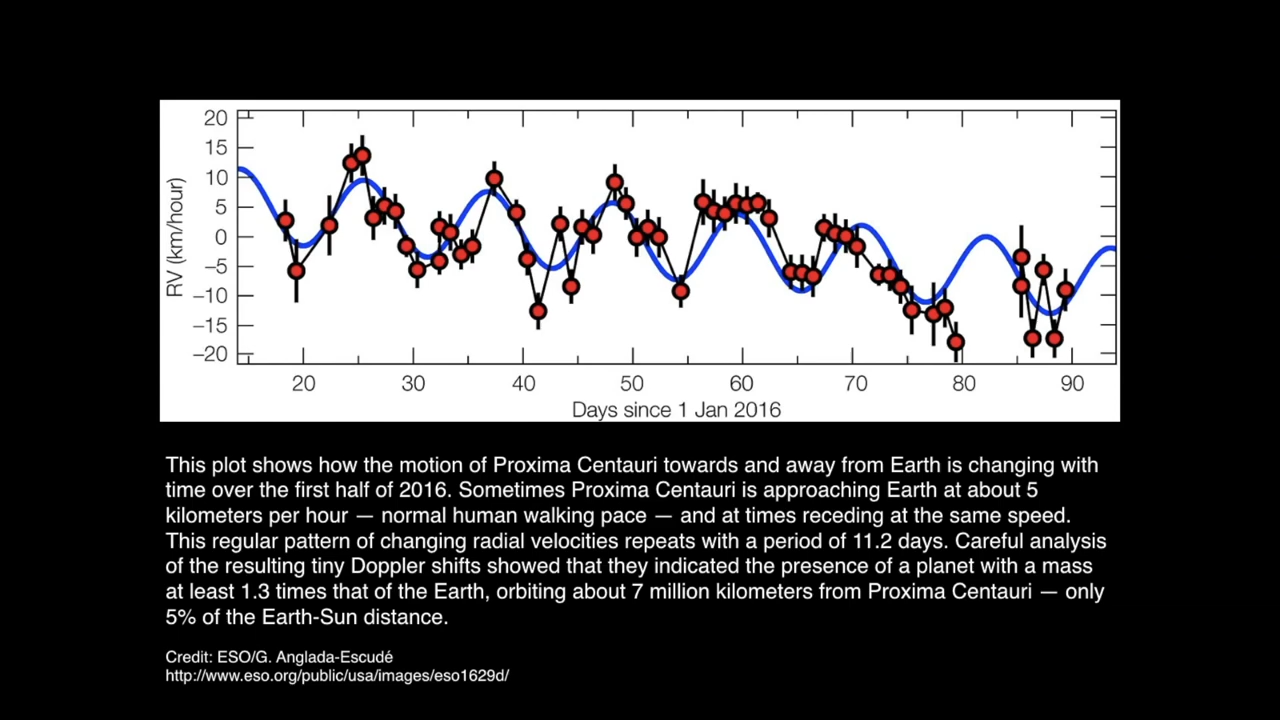 20
15
10
5
0
−5
−10
−15
−20
RV (km/hour)
20 30 40 50 60 70 80 90
Days since 1 Jan 2016
This plot shows how the motion of Proxima Centauri towards and away from Earth is changing with
time over the first half of 2016. Sometimes Proxima Centauri is approaching Earth at about 5
kilometers per hour — normal human walking pace — and at times receding at the same speed.
This regular pattern of changing radial velocities repeats with a period of 11.2 days. Careful analysis
of the resulting tiny Doppler shifts showed that they indicated the presence of a planet with a mass
at least 1.3 times that of the Earth, orbiting about 7 million kilometers from Proxima Centauri — only
5% of the Earth-Sun distance.
Credit: ESO/G. Anglada-Escudé
http://www.eso.org/public/usa/images/eso1629d/